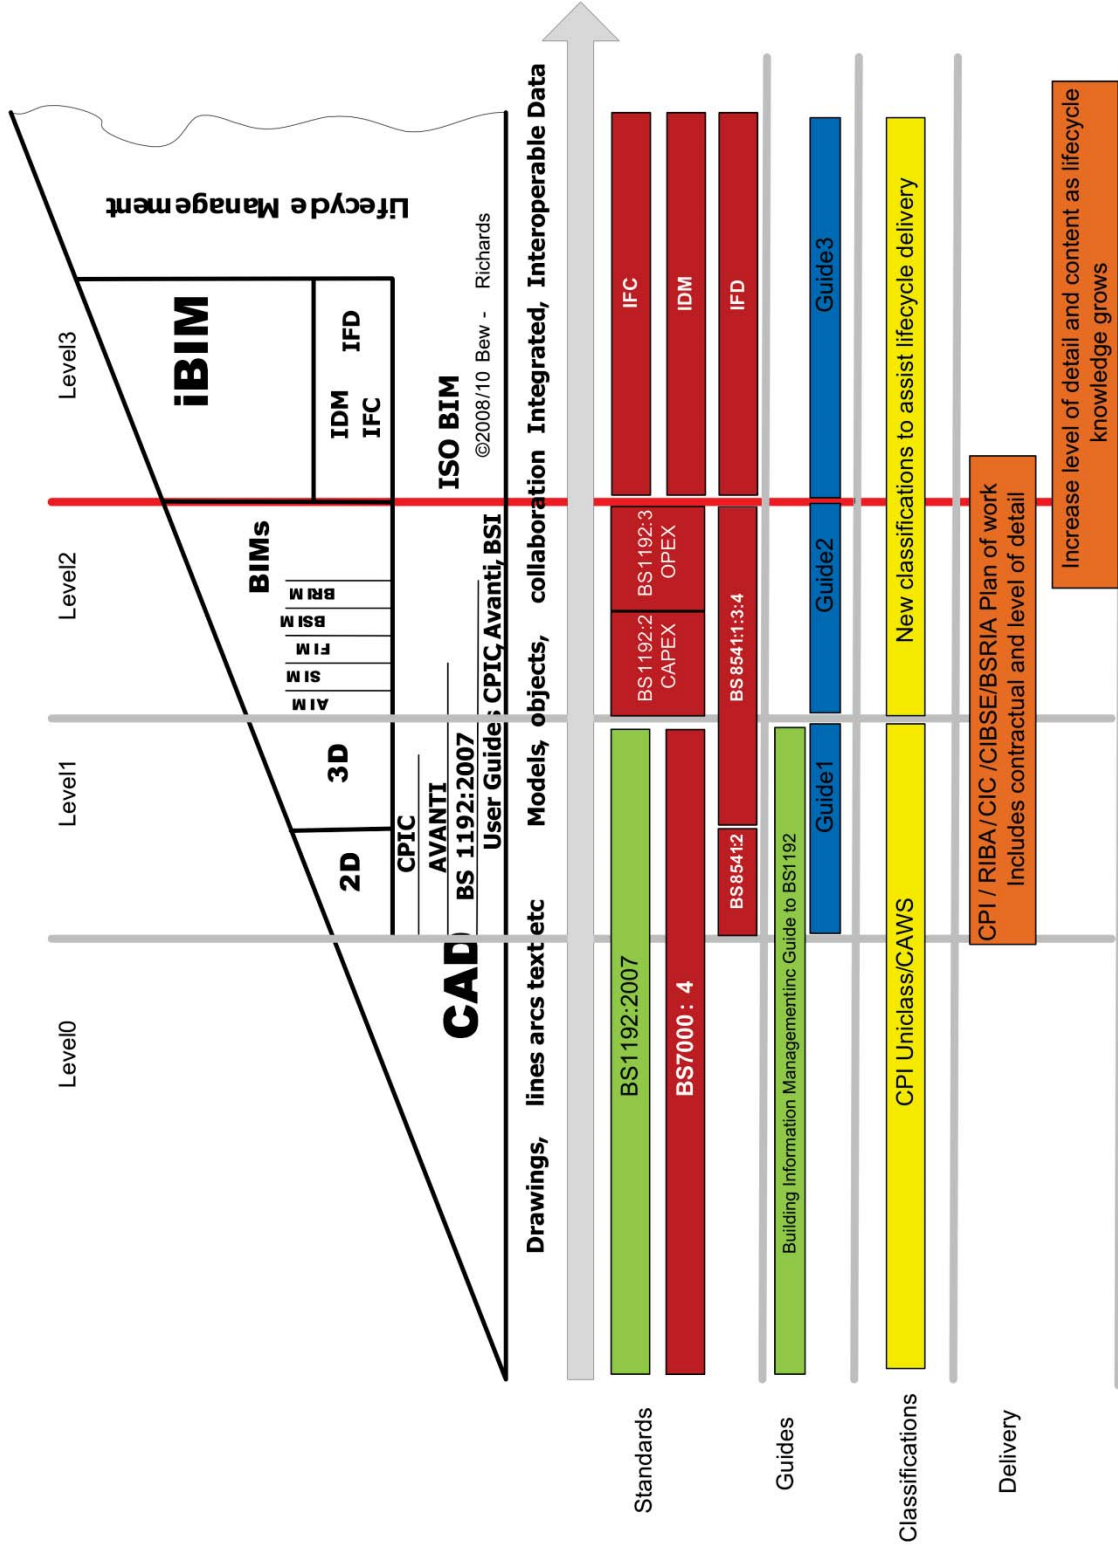 Level0
Level1
Level2
Level3
iBIM
BIMs
2D
3D
AIM
SIM
FIM
BSIM
BRIM
IDM
IFD
IFC
Lifecycle Management
CPIC
AVANTI
CAD
BS 1192:2007
User Guides CPIC, Avanti, BSI
ISO BIM
©2008/10 Bew - Richards
Drawings, lines arcs text etc
Models, objects, collaboration
Integrated, Interoperable Data
Standards
BS1192:2007
BS1192:2
CAPEX
BS1192:3
OPEX
IFC
BS7000: 4
IDM
BS8541:2
BS8541:1:3:4
IFD
Guides
Building Information Managementinc Guide to BS1192
Guide1
Guide2
Guide3
Classifications
CPI Uniclass/CAWS
New classifications to assist lifecycle delivery
Delivery
CPI / RIBA / CIC /CIBSE/BSRIA Plan of work
Includes contractual and level of detail
Increase level of detail and content as lifecycle
knowledge grows